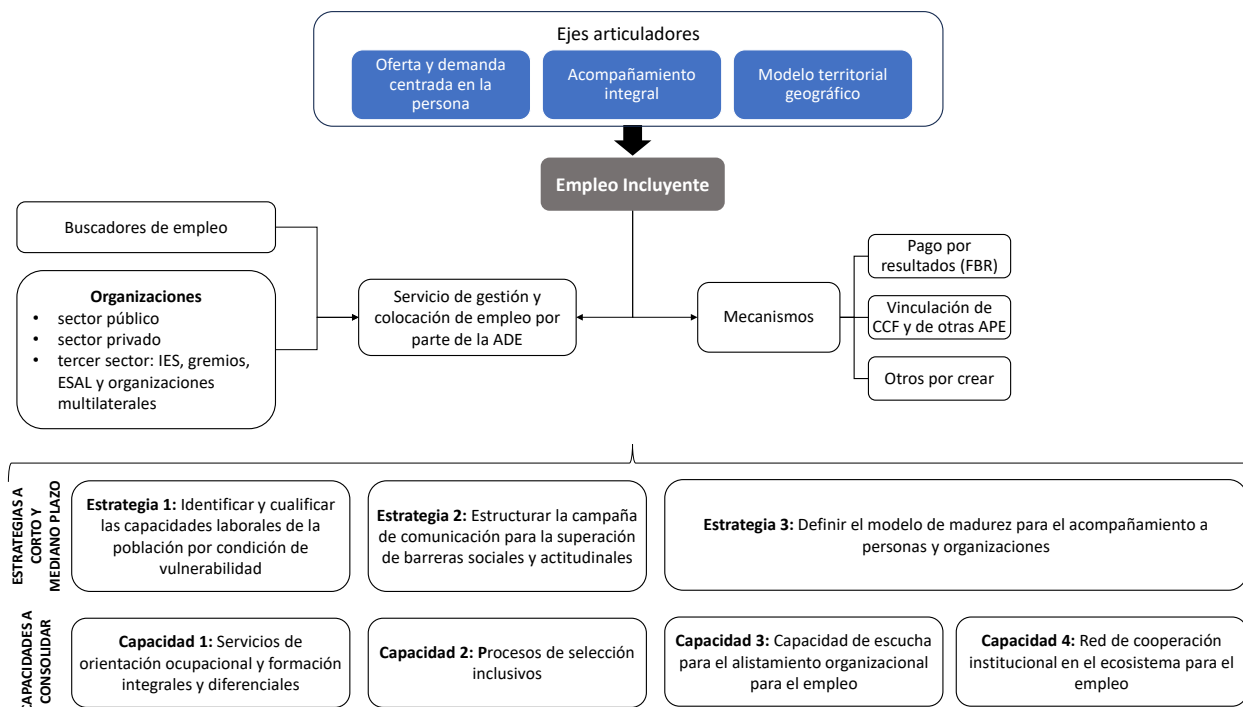 Ejes articuladores
Oferta y demanda
centrada en la
persona
Acompañamiento
integral
Modelo territorial
geográfico
Empleo Incluyente
Buscadores de empleo
Organizaciones
• sector público
• sector privado
• tercer sector: IES, gremios,
ESAL y organizaciones
multilaterales
Servicio de gestión y
colocación de empleo por
parte de la ADE
Mecanismos
Pago por
resultados (FBR)
Vinculación de
CCF y de otras APE
Otros por crear
ESTRATEGIAS A
CORTO Y
MEDIANO PLAZO
Estrategia 1: Identificar y cualificar
las capacidades laborales de la
población por condición de
vulnerabilidad
Estrategia 2: Estructurar la campaña
de comunicación para la superación
de barreras sociales y actitudinales
Estrategia 3: Definir el modelo de madurez para el acompañamiento a
personas y organizaciones
CAPACIDADES A
CONSOLIDAR
Capacidad 1: Servicios de
orientación ocupacional y formación
integrales y diferenciales
Capacidad 2: Procesos de selección
inclusivos
Capacidad 3: Capacidad de escucha
para el alistamiento organizacional
para el empleo
Capacidad 4: Red de cooperación
institucional en el ecosistema para el
empleo